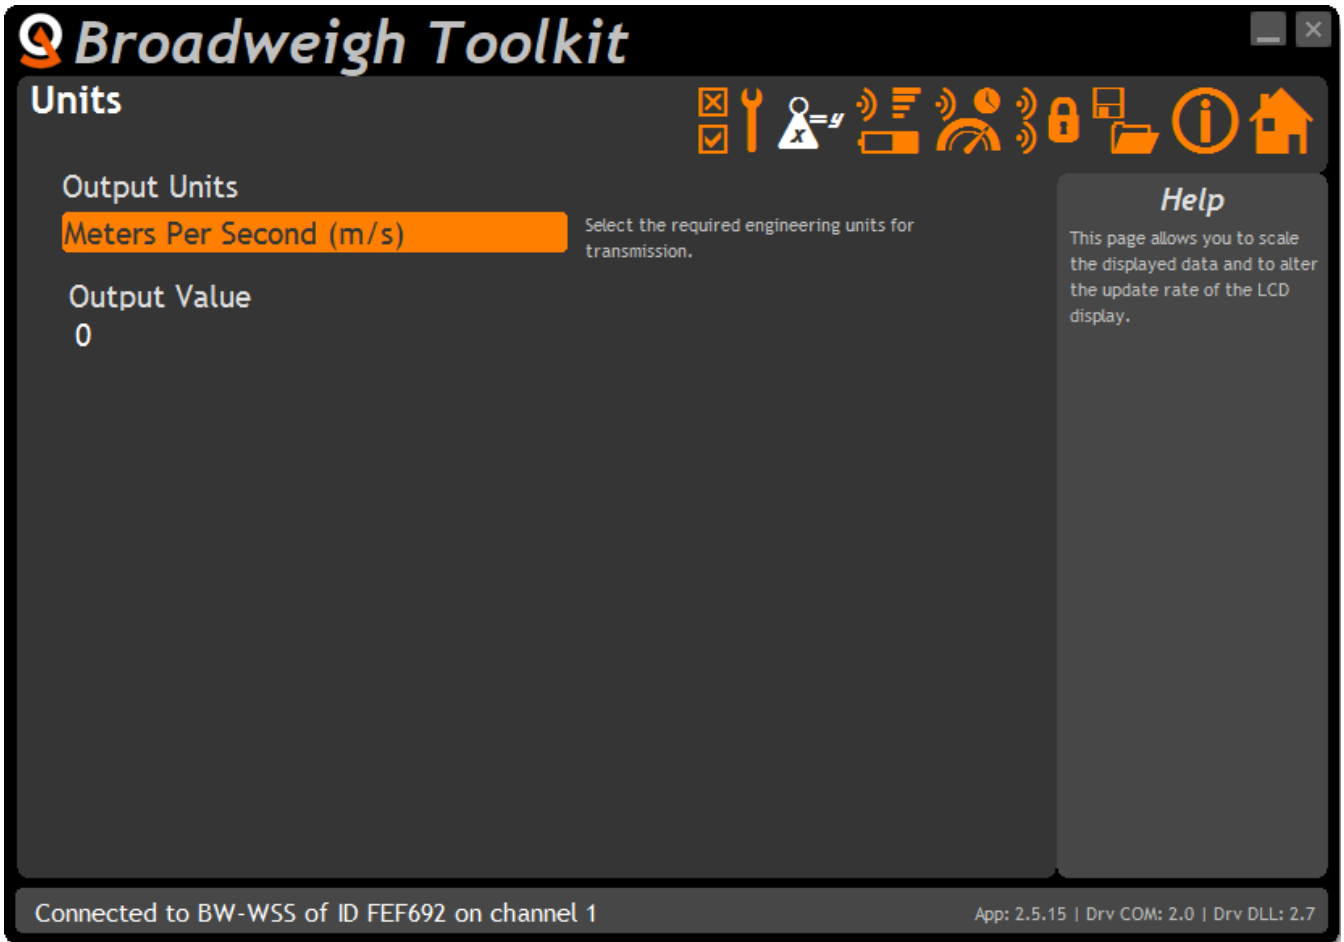 Broadweigh Toolkit
Units
x=y
Output Units
Meters Per Second (m/s)
Select the required engineering units for
transmission.
Output Value
0
Help
This page allows you to scale
the displayed data and to alter
the update rate of the LCD
display.
Connected to BW-WSS of ID FEF692 on channel 1
App: 2.5.15 | Drv COM: 2.0 | Drv DLL: 2.7